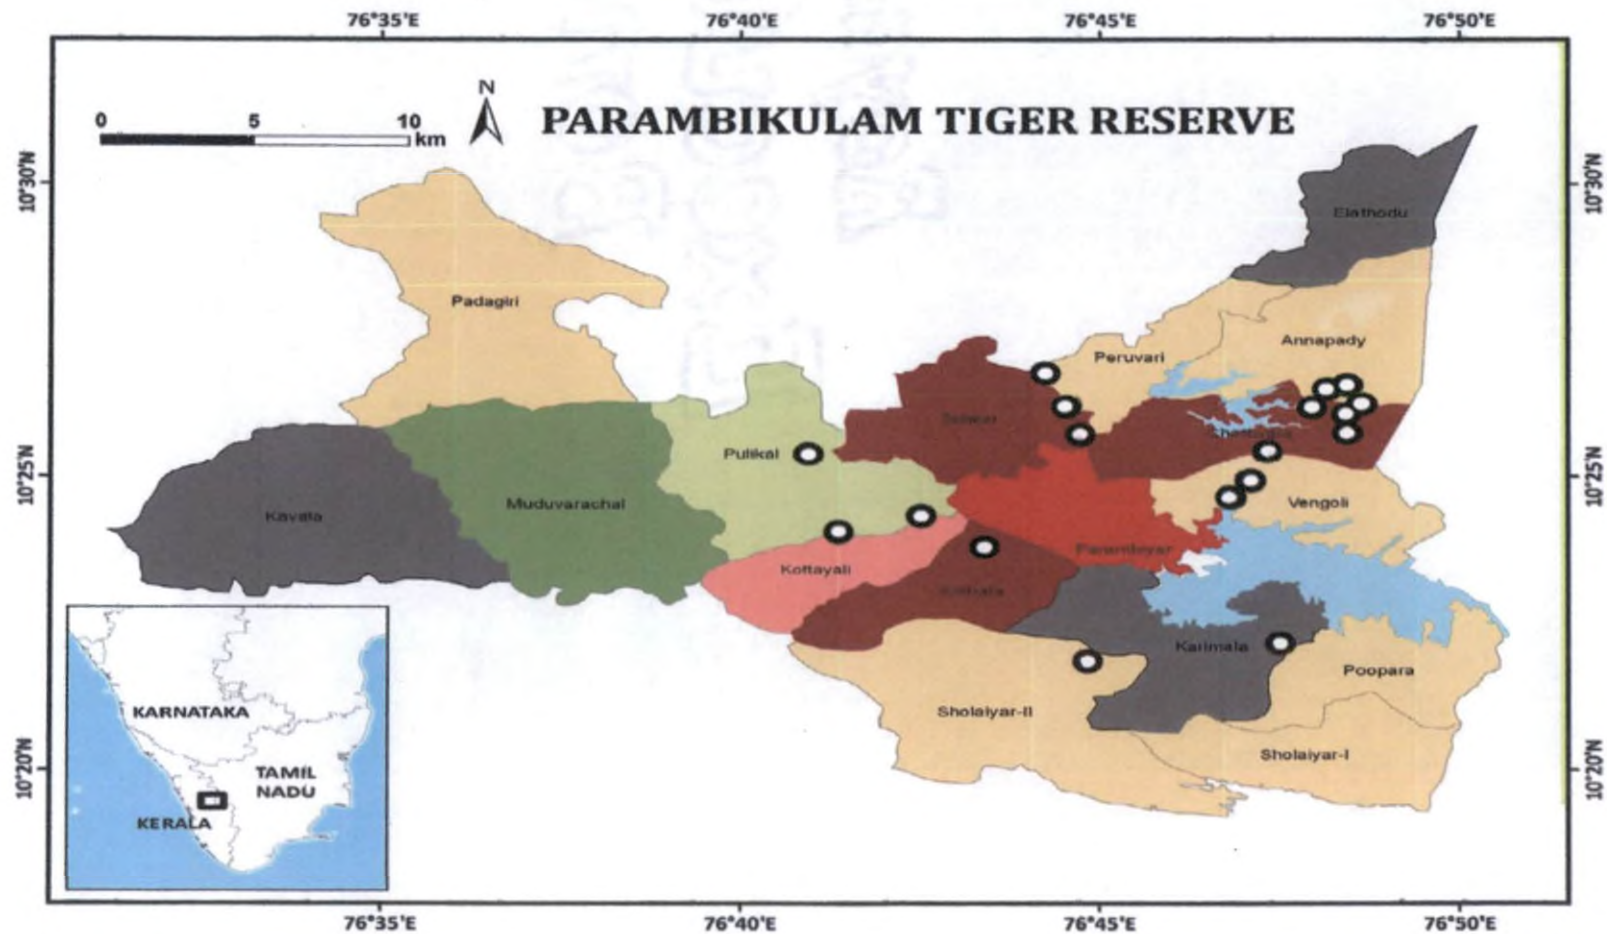 76°35'E 76°40'E 76°45'E 76°50'E
N
0 5 10
km
PARAMBIKULAM TIGER RESERVE
10°30'N 10°30'N
Elathodu
Padagiri
Annapady
Peruvari
Pulikal
10°25'N 10°25'N
Muduvarachal
Vengoli
Kavala
Kottayali
Karimala
Poopara
Sholaiyar-II
KARNATAKA
Sholaiyar-I
10°20'N 10°20'N
TAMIL
NADU
KERALA
76°35'E 76°40'E 76°45'E 76°50'E